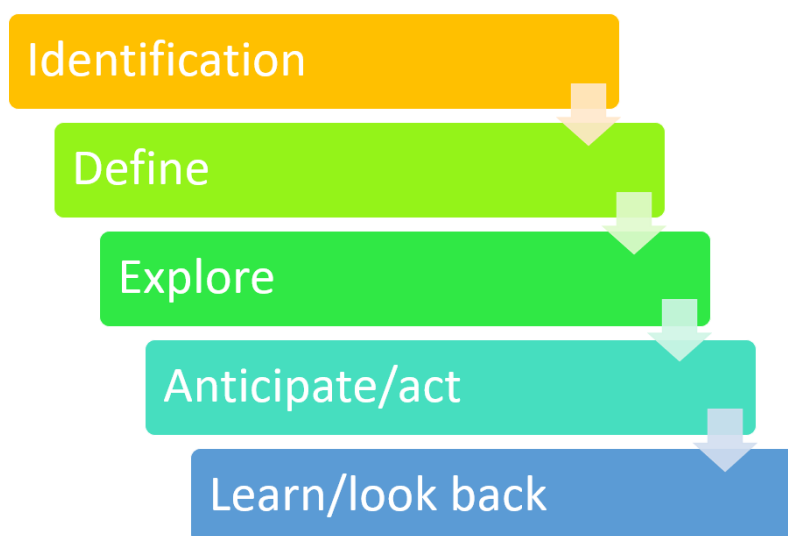 Identification
Define
Explore
Anticipate/act
Learn/look back